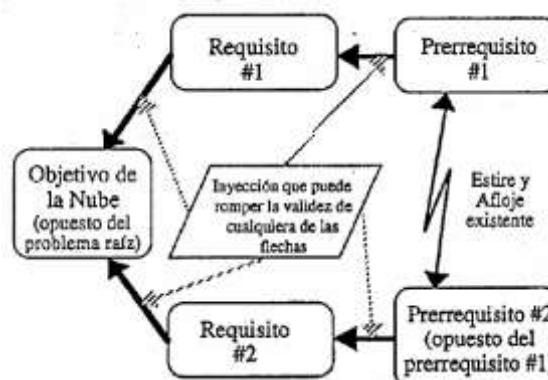 Requisito
#1
Prerrequisito
#1
Objetivo de
la Nube
(opuesto del
problema raíz)
Inyección que puede
romper la validez de
cualquiera de las
flechas
Estire y
Afloje
existente
Requisito
#2
Prerrequisito #2
(opuesto del
prerrequisito #1)